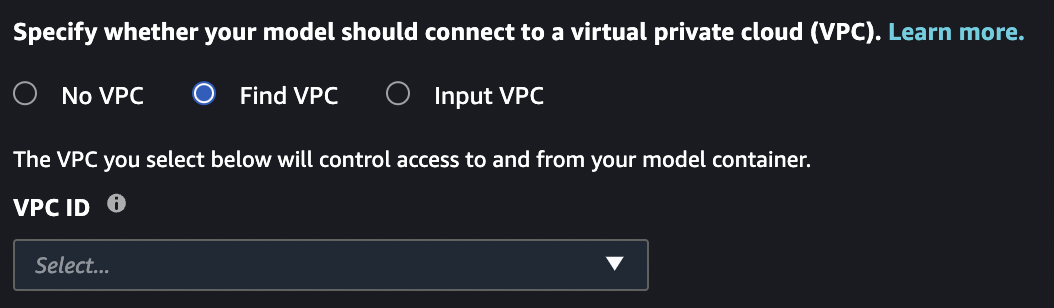 Specify whether your model should connect to a virtual private cloud (VPC). Learn more.
No VPC Find VPC Input VPC
The VPC you select below will control access to and from your model container.
VPC ID
Select...